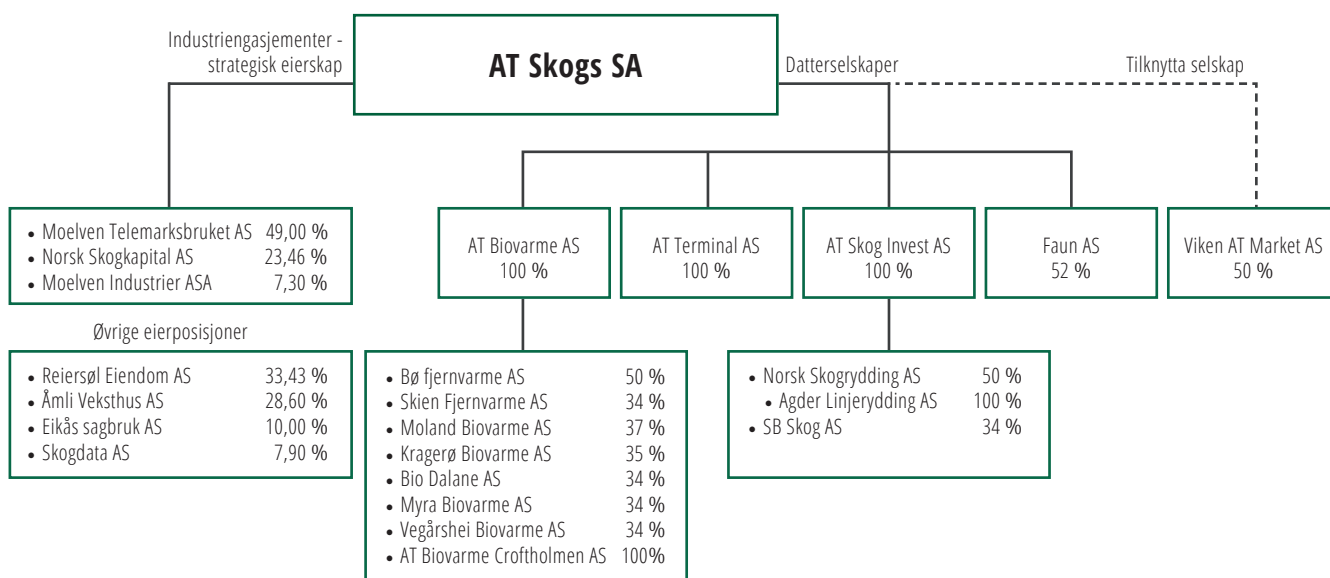 Industriengasjementer -
strategisk eierskap
AT Skogs SA
Datterselskaper
Tilknytta selskap
• Moelven Telemarksbruket AS 49,00 %
• Norsk Skogkapital AS 23,46 %
• Moelven Industrier ASA 7,30 %
AT Biovarme AS
100 %
AT Terminal AS
100 %
AT Skog Invest AS
100 %
Faun AS
52 %
Viken AT Market AS
50 %
Øvrige eierposisjoner
• Reiersøl Eiendom AS 33,43 %
• Åmli Veksthus AS 28,60 %
• Eikås sagbruk AS 10,00 %
• Skogdata AS 7,90 %
• Bø fjernvarme AS 50 %
• Skien Fjernvarme AS 34 %
• Moland Biovarme AS 37 %
• Kragerø Biovarme AS 35 %
• Bio Dalane AS 34 %
• Myra Biovarme AS 34 %
• Vegårshei Biovarme AS 34 %
• AT Biovarme Croftholmen AS 100%
• Norsk Skogrydding AS 50 %
• Agder Linjerydding AS 100 %
• SB Skog AS 34 %